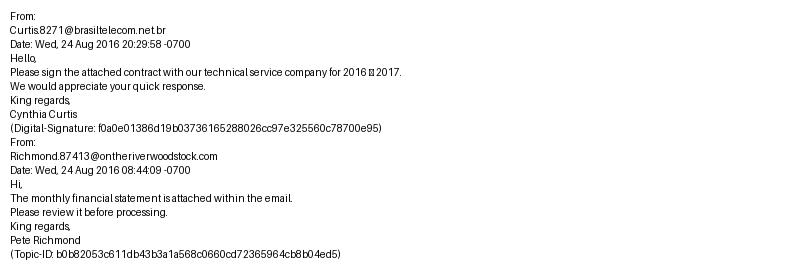 From:
Curtis.8271@brasiltelecom.net.br
Date: Wed, 24 Aug 2016 20:29:58 -0700
Hello,
Please sign the attached contract with our technical service company for 2016 – 2017.
We would appreciate your quick response.
King regards,
Cynthia Curtis
(Digital-Signature: f0a0e01386d19b03736165288026cc97e325560c78700e95)
From:
Richmond.87413@ontheriverwoodstock.com
Date: Wed, 24 Aug 2016 08:44:09 -0700
Hi,
The monthly financial statement is attached within the email.
Please review it before processing.
King regards,
Pete Richmond
(Topic-ID: b0b82053c611db43b3a1a568c0660cd72365964cb8b04ed5)